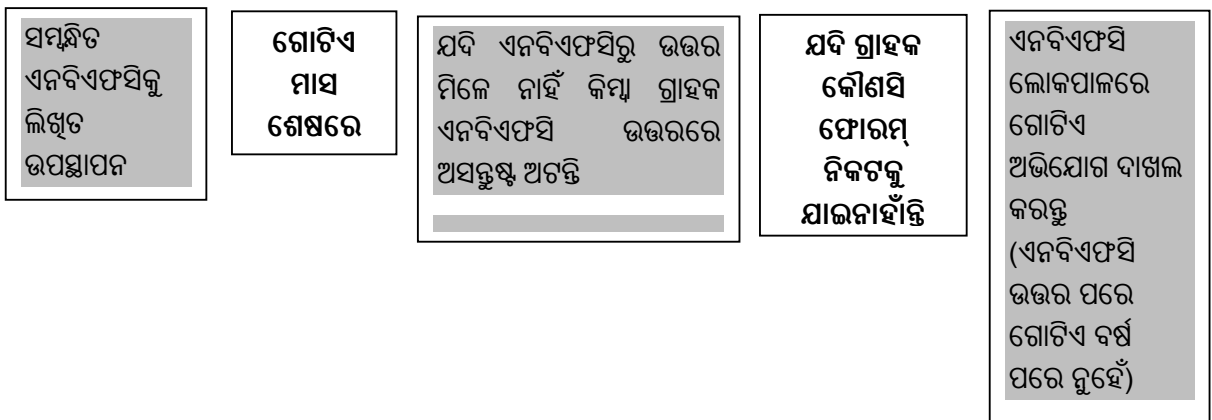 ସମ୍ବନ୍ଧିତ
ଏନବିଏଫସିକୁ
ଲିଖିତ
ଉପସ୍ଥାପନ
ଗୋଟିଏ
ମାସ
ଶେଷରେ
ଯଦି ଏନବିଏଫସିରୁ ଉତ୍ତର
ମିଳେ ନାହିଁ କିମ୍ବା ଗ୍ରାହକ
ଏନବିଏଫସି ଉତ୍ତରରେ
ଅସନ୍ତୁଷ୍ଟ ଅଟନ୍ତି
ଯଦି ଗ୍ରାହକ
କୌଣସି
ଫୋରମ୍
ନିକଟକୁ
ଯାଇନାହାଁନ୍ତି
ଏନବିଏଫସି
ଲୋକପାଳରେ
ଗୋଟିଏ
ଅଭିଯୋଗ ଦାଖଲ
କରନ୍ତୁ
(ଏନବିଏଫସି
ଉତ୍ତର ପରେ
ଗୋଟିଏ ବର୍ଷ
ପରେ ନୁହେଁ)